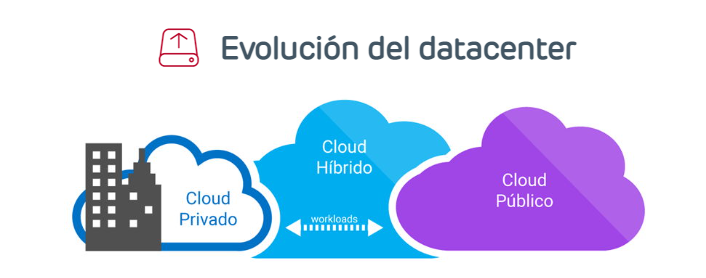 Evolución del datacenter
Cloud
Híbrido
Cloud
Privado
Cloud
Público
workloads